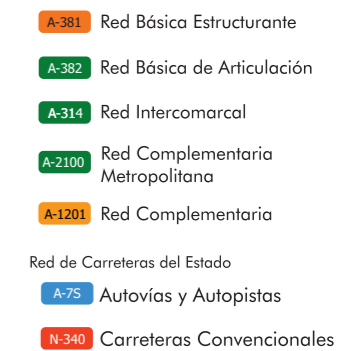 A-381 Red Básica Estructurante
A-382 Red Básica de Articulación
A-314 Red Intercomarcal
A-2100 Red Complementaria
Metropolitana
A-1201 Red Complementaria
Red de Carreteras del Estado
A-7S Autovías y Autopistas
N-340 Carreteras Convencionales